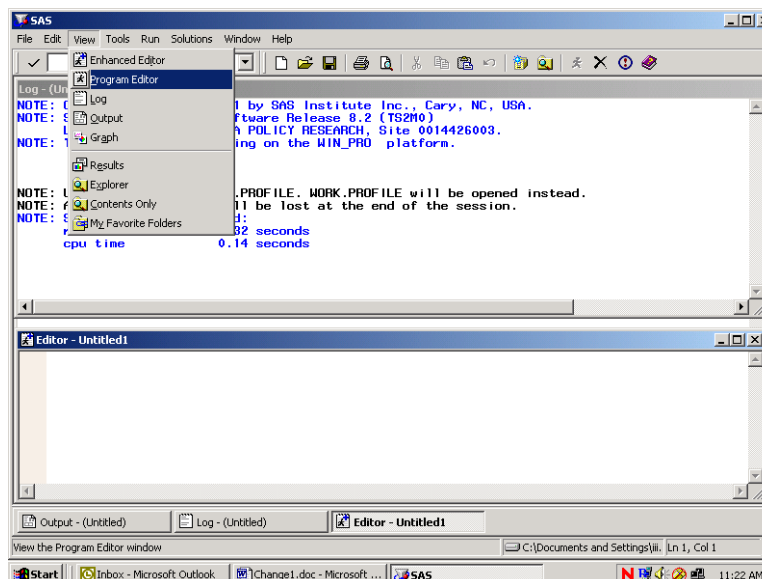 SAS
File Edit View Tools Run Solutions Window Help
Enhanced Editor
Program Editor
Log
Output
Graph
Results
Explorer
Contents Only
My Favorite Folders
Log - (Un
NOTE: 1 by SAS Institute Inc., Cary, NC, USA.
NOTE: S ftware Release 8.2 (TS2M0)
A POLICY RESEARCH, Site 0014426003.
NOTE: ing on the WIN_PRO platform.
NOTE: .PROFILE. WORK.PROFILE will be opened instead.
NOTE: ll be lost at the end of the session.
NOTE: S d:
32 seconds
cpu time 0.14 seconds
Editor - Untitled1
Output - (Untitled) Log - (Untitled) Editor - Untitled1
View the Program Editor window C:\Documents and Settings\iii. Ln 1, Col 1
Start Inbox - Microsoft Outlook Change1.doc - Microsoft ... SAS 11:22 AM